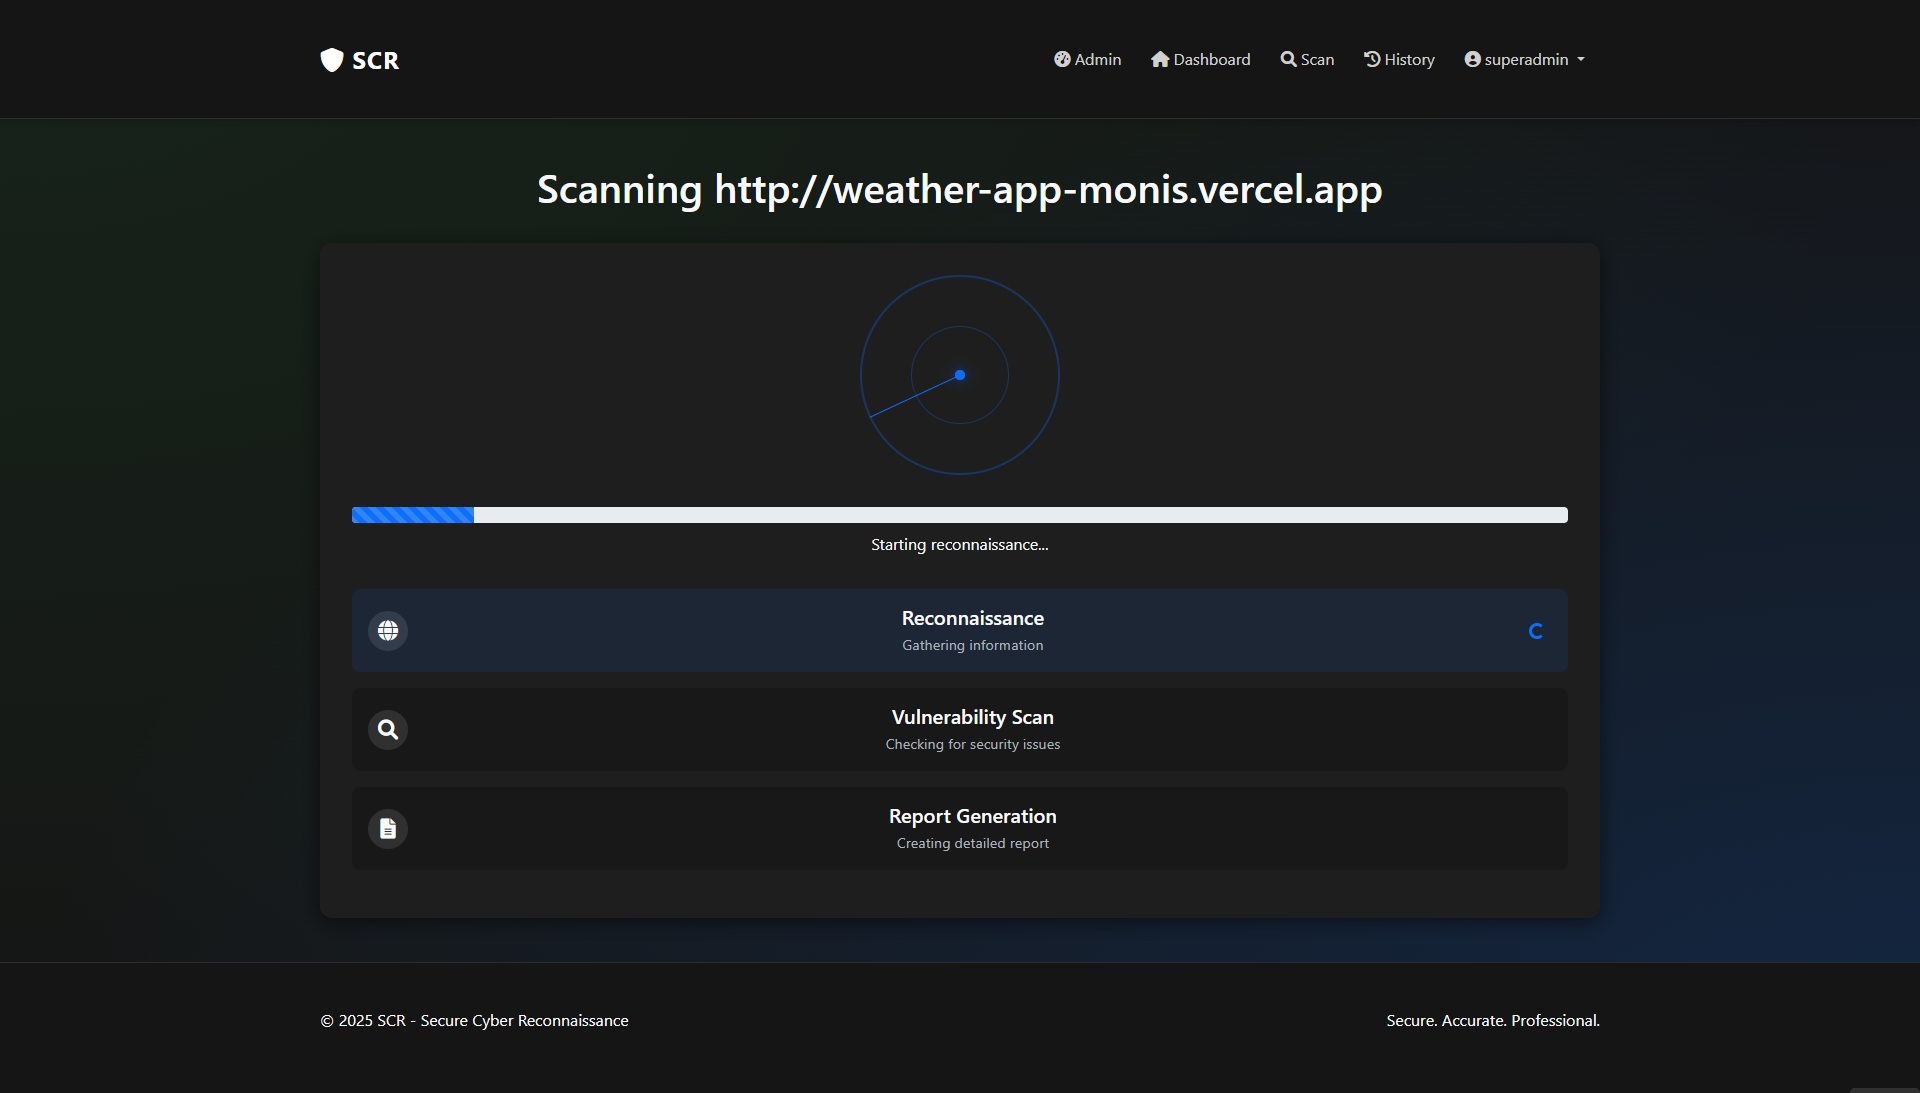 SCR
Admin Dashboard Scan History superadmin
Scanning http://weather-app-monis.vercel.app
Starting reconnaissance...
Reconnaissance
Gathering information
Vulnerability Scan
Checking for security issues
Report Generation
Creating detailed report
© 2025 SCR - Secure Cyber Reconnaissance
Secure. Accurate. Professional.